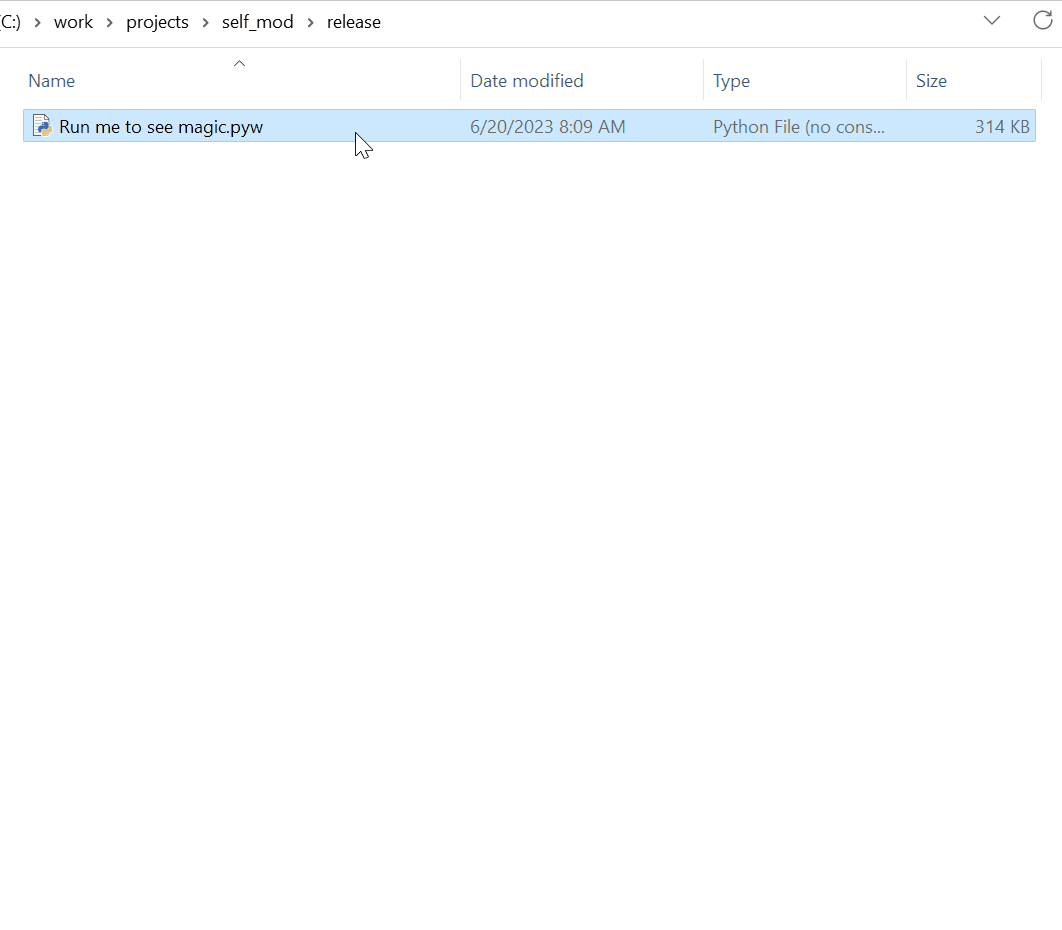 C:) > work > projects > self_mod > release
Name Date modified Type Size
Run me to see magic.pyw 6/20/2023 8:09 AM Python File (no cons... 314 KB